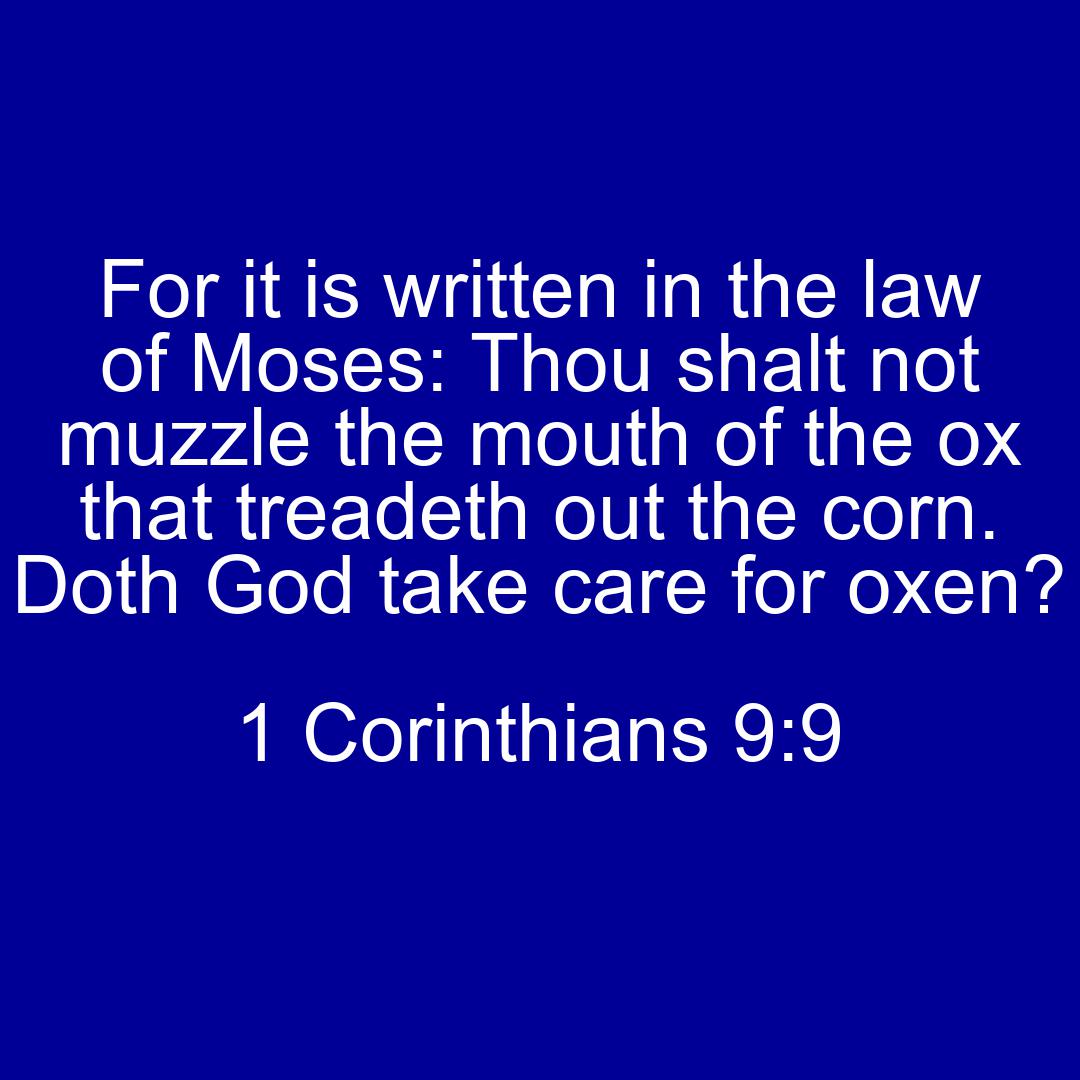 For it is written in the law
of Moses: Thou shalt not
muzzle the mouth of the ox
that treadeth out the corn.
Doth God take care for oxen?
1 Corinthians 9:9